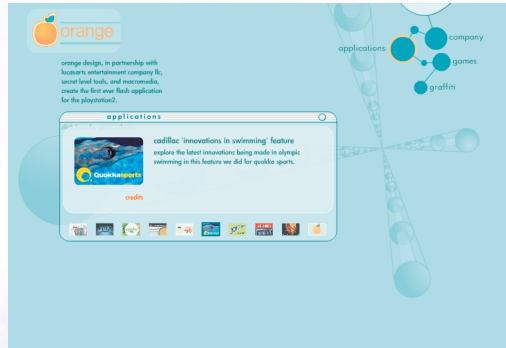 orange
orange design, in partnership with
lucasarts entertainment company llc,
secret level tools, and macromedia,
create the first ever flash application
for the playstation2.
applications
company
games
graffiti
applications
cadillac 'innovations in swimming' feature
explore the latest innovations being made in olympic
swimming in this feature we did for quokka sports.
Quokkasports
credits